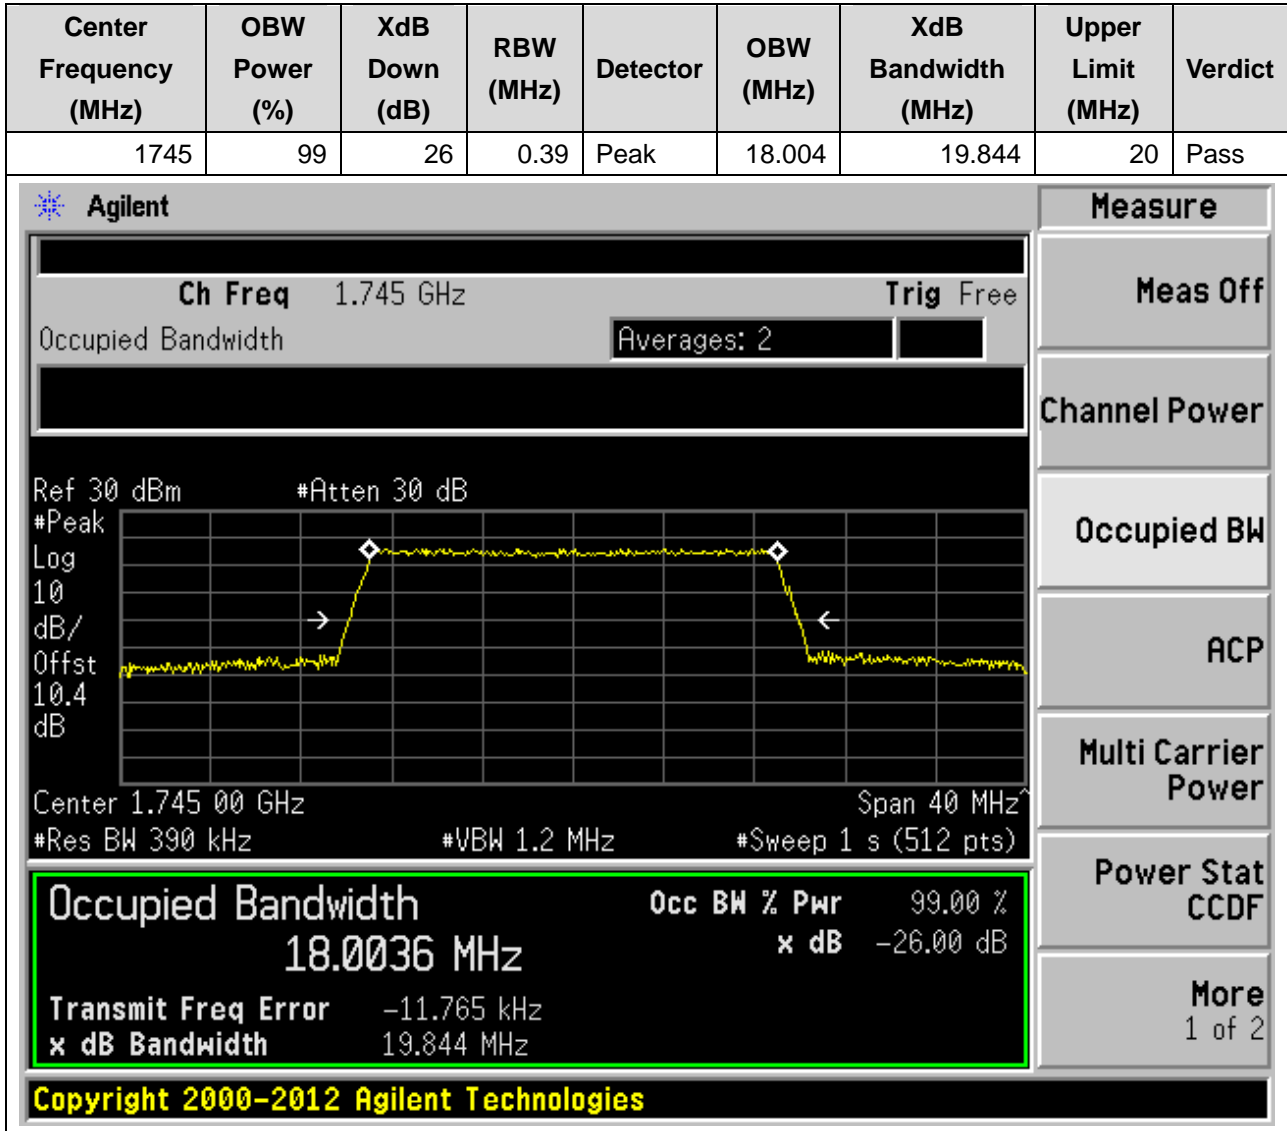 Center Frequency (MHz) OBW Power (%) XdB Down (dB) RBW (MHz) Detector OBW (MHz) XdB Bandwidth (MHz) Upper Limit (MHz) Verdict
1745 99 26 0.39 Peak 18.004 19.844 20 Pass
Agilent
Measure
Ch Freq 1.745 GHz Trig Free
Occupied Bandwidth Averages: 2
Ref 30 dBm #Atten 30 dB
#Peak
Log
10
dB/
Offst
10.4
dB
Center 1.745 00 GHz Span 40 MHz^
#Res BW 390 kHz #VBW 1.2 MHz #Sweep 1 s (512 pts)
Occupied Bandwidth
18.0036 MHz
Occ BW % Pwr 99.00 %
x dB -26.00 dB
Transmit Freq Error -11.765 kHz
x dB Bandwidth 19.844 MHz
Meas Off
Channel Power
Occupied BW
ACP
Multi Carrier
Power
Power Stat
CCDF
More
1 of 2
Copyright 2000-2012 Agilent Technologies